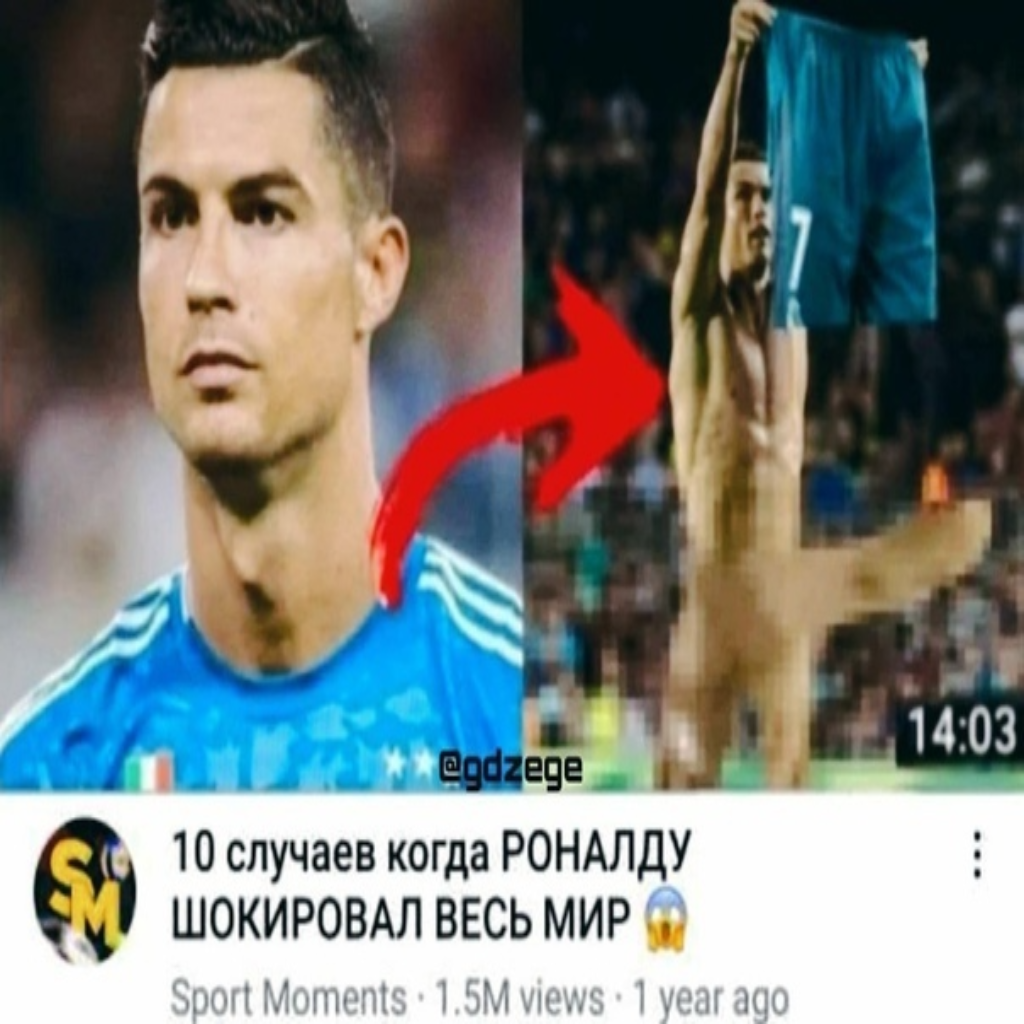 7
14:03
@gdzege
SM
10 случаев когда РОНАЛДУ
ШОКИРОВАЛ ВЕСЬ МИР 😱
Sport Moments · 1.5M views · 1 year ago